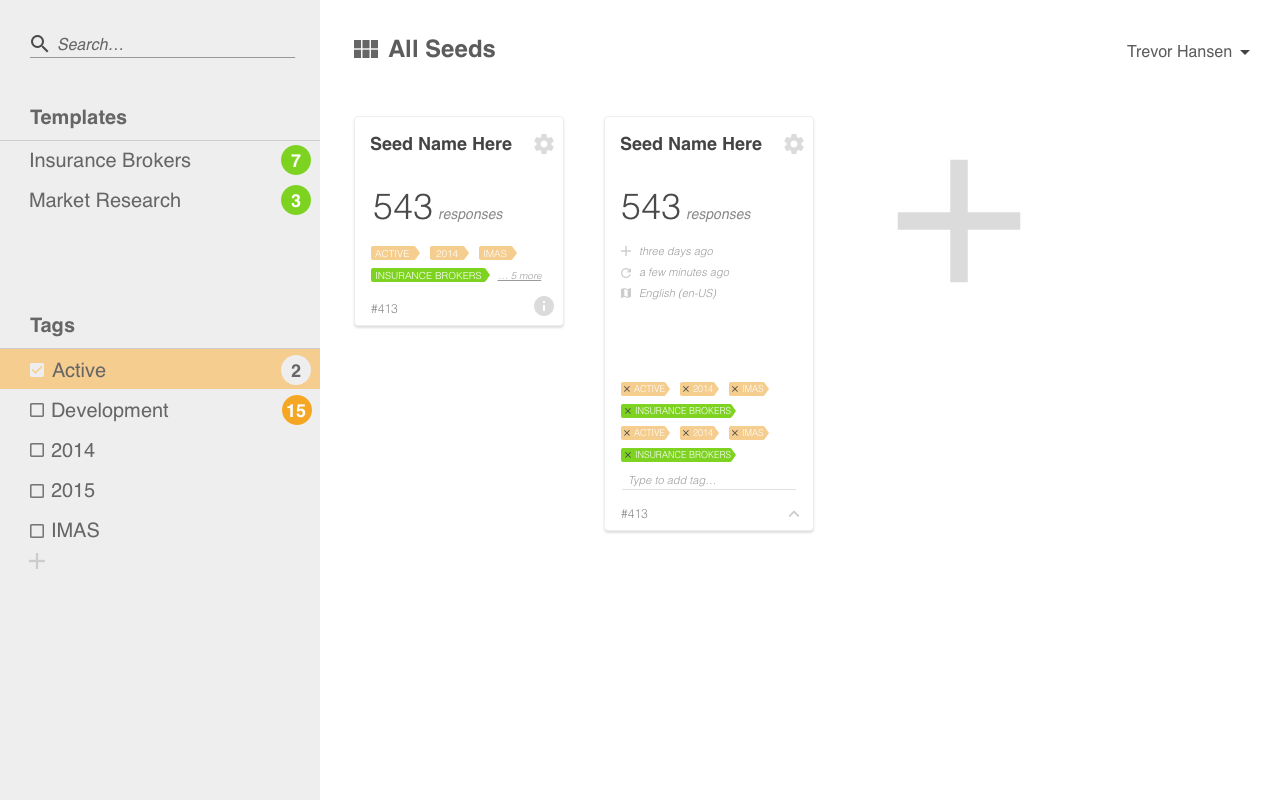 Search…
Templates
Insurance Brokers 7
Market Research 3
Tags
Active 2
Development 15
2014
2015
IMAS
All Seeds
Trevor Hansen
Seed Name Here
543 responses
ACTIVE 2014 IMAS
INSURANCE BROKERS … 5 more
#413
Seed Name Here
543 responses
three days ago
a few minutes ago
English (en-US)
ACTIVE 2014 IMAS
INSURANCE BROKERS
ACTIVE 2014 IMAS
INSURANCE BROKERS
Type to add tag…
#413